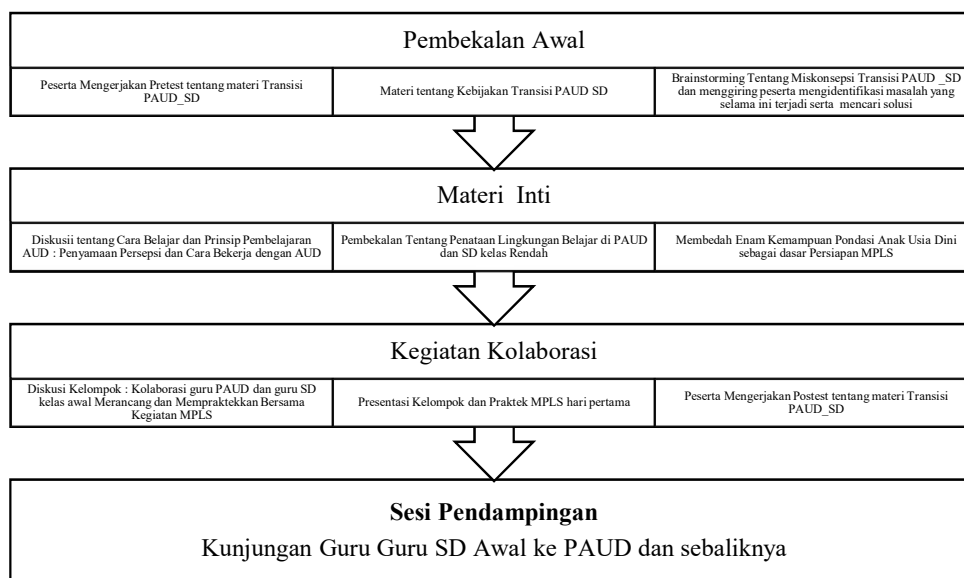 Pembekalan Awal
Peserta Mengerjakan Pretest tentang materi Transisi
PAUD_SD
Materi tentang Kebijakan Transisi PAUD SD
Brainstorming Tentang Miskonsepsi Transisi PAUD _SD
dan menggiring peserta mengidentifikasi masalah yang
selama ini terjadi serta mencari solusi
Materi Inti
Diskusii tentang Cara Belajar dan Prinsip Pembelajaran
AUD : Penyamaan Persepsi dan Cara Bekerja dengan AUD
Pembekalan Tentang Penataan Lingkungan Belajar di PAUD
dan SD kelas Rendah
Membedah Enam Kemampuan Pondasi Anak Usia Dini
sebagai dasar Persiapan MPLS
Kegiatan Kolaborasi
Diskusi Kelompok : Kolaborasi guru PAUD dan guru SD
kelas awal Merancang dan Mempraktekkan Bersama
Kegiatan MPLS
Presentasi Kelompok dan Praktek MPLS hari pertama
Peserta Mengerjakan Postest tentang materi Transisi
PAUD_SD
Sesi Pendampingan
Kunjungan Guru Guru SD Awal ke PAUD dan sebaliknya